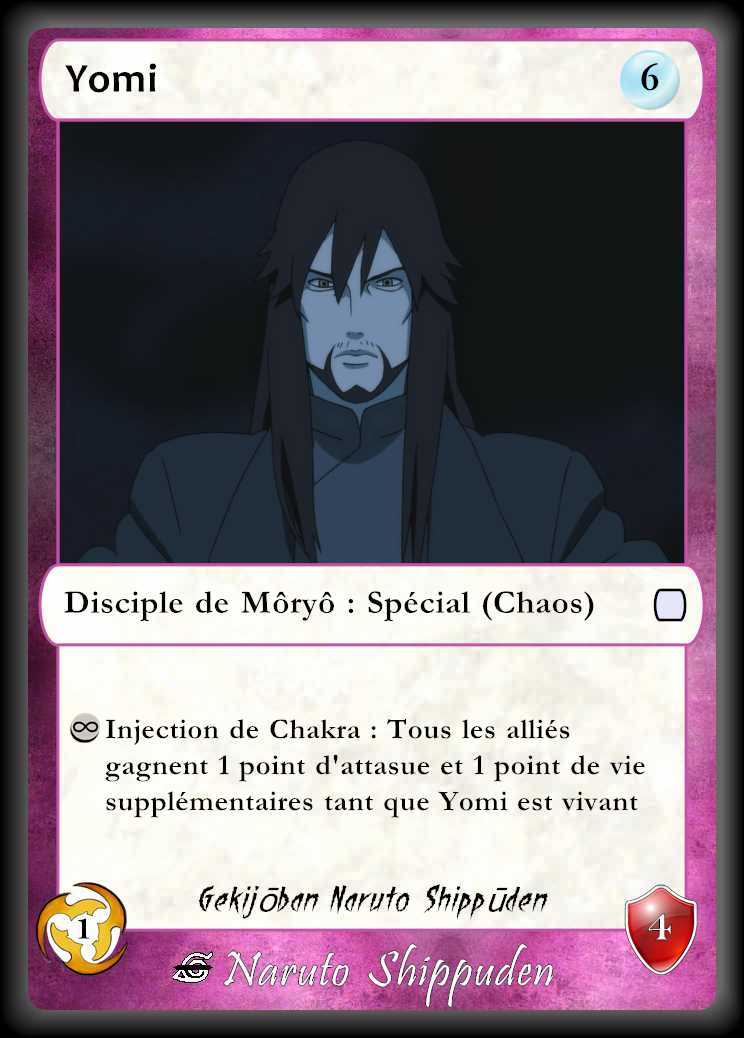 Yomi
6
Disciple de Môryô : Spécial (Chaos)
∞ Injection de Chakra : Tous les alliés
gagnent 1 point d'attasue et 1 point de vie
supplémentaires tant que Yomi est vivant
Gekijōban Naruto Shippūden
1
4
Naruto Shippuden